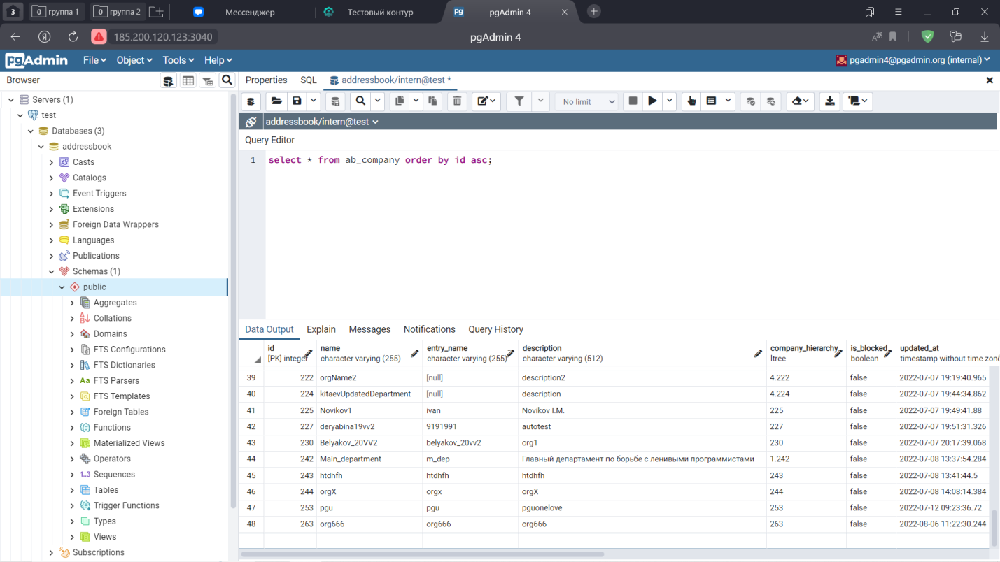 3 0 группа 1 0 группа 2 Мессенджер Тестовый контур Pg pgAdmin 4
185.200.120.123:3040 pgAdmin 4
pgAdmin File Object Tools Help pgadmin4@pgadmin.org (internal)
Browser Properties SQL addressbook/intern@test *
No limit
addressbook/intern@test
Query Editor
1 select * from ab_company order by id asc;
Servers (1)
test
Databases (3)
addressbook
Casts
Catalogs
Event Triggers
Extensions
Foreign Data Wrappers
Languages
Publications
Schemas (1)
public
Aggregates
Collations
Domains
FTS Configurations
FTS Dictionaries
FTS Parsers
FTS Templates
Foreign Tables
Functions
Materialized Views
Operators
1..3 Sequences
Tables
Trigger Functions
Types
Views
Subscriptions
Data Output Explain Messages Notifications Query History
id name entry_name description company_hierarchy is_blocked updated_at
[PK] integer character varying (255) character varying (255) character varying (512) ltree boolean timestamp without time zone
39 222 orgName2 [null] description2 4.222 false 2022-07-07 19:19:40.965
40 224 kitaevUpdatedDepartment [null] description 4.224 false 2022-07-07 19:44:34.862
41 225 Novikov1 ivan Novikov I.M. 225 false 2022-07-07 19:49:41.88
42 227 deryabina19vv2 9191991 autotest 227 false 2022-07-07 19:51:31.326
43 230 Belyakov_20VV2 belyakov_20vv2 org1 230 false 2022-07-07 20:17:39.068
44 242 Main_department m_dep Главный департамент по борьбе с ленивыми программистами 1.242 false 2022-07-08 13:37:54.284
45 243 htdhfh htdhfh htdhfh 243 false 2022-07-08 13:41:44.5
46 244 orgX orgx orgX 244 false 2022-07-08 14:08:14.384
47 253 pgu pgu pguonelove 253 false 2022-07-12 09:23:36.72
48 263 org666 org666 org666 263 false 2022-08-06 11:22:30.244